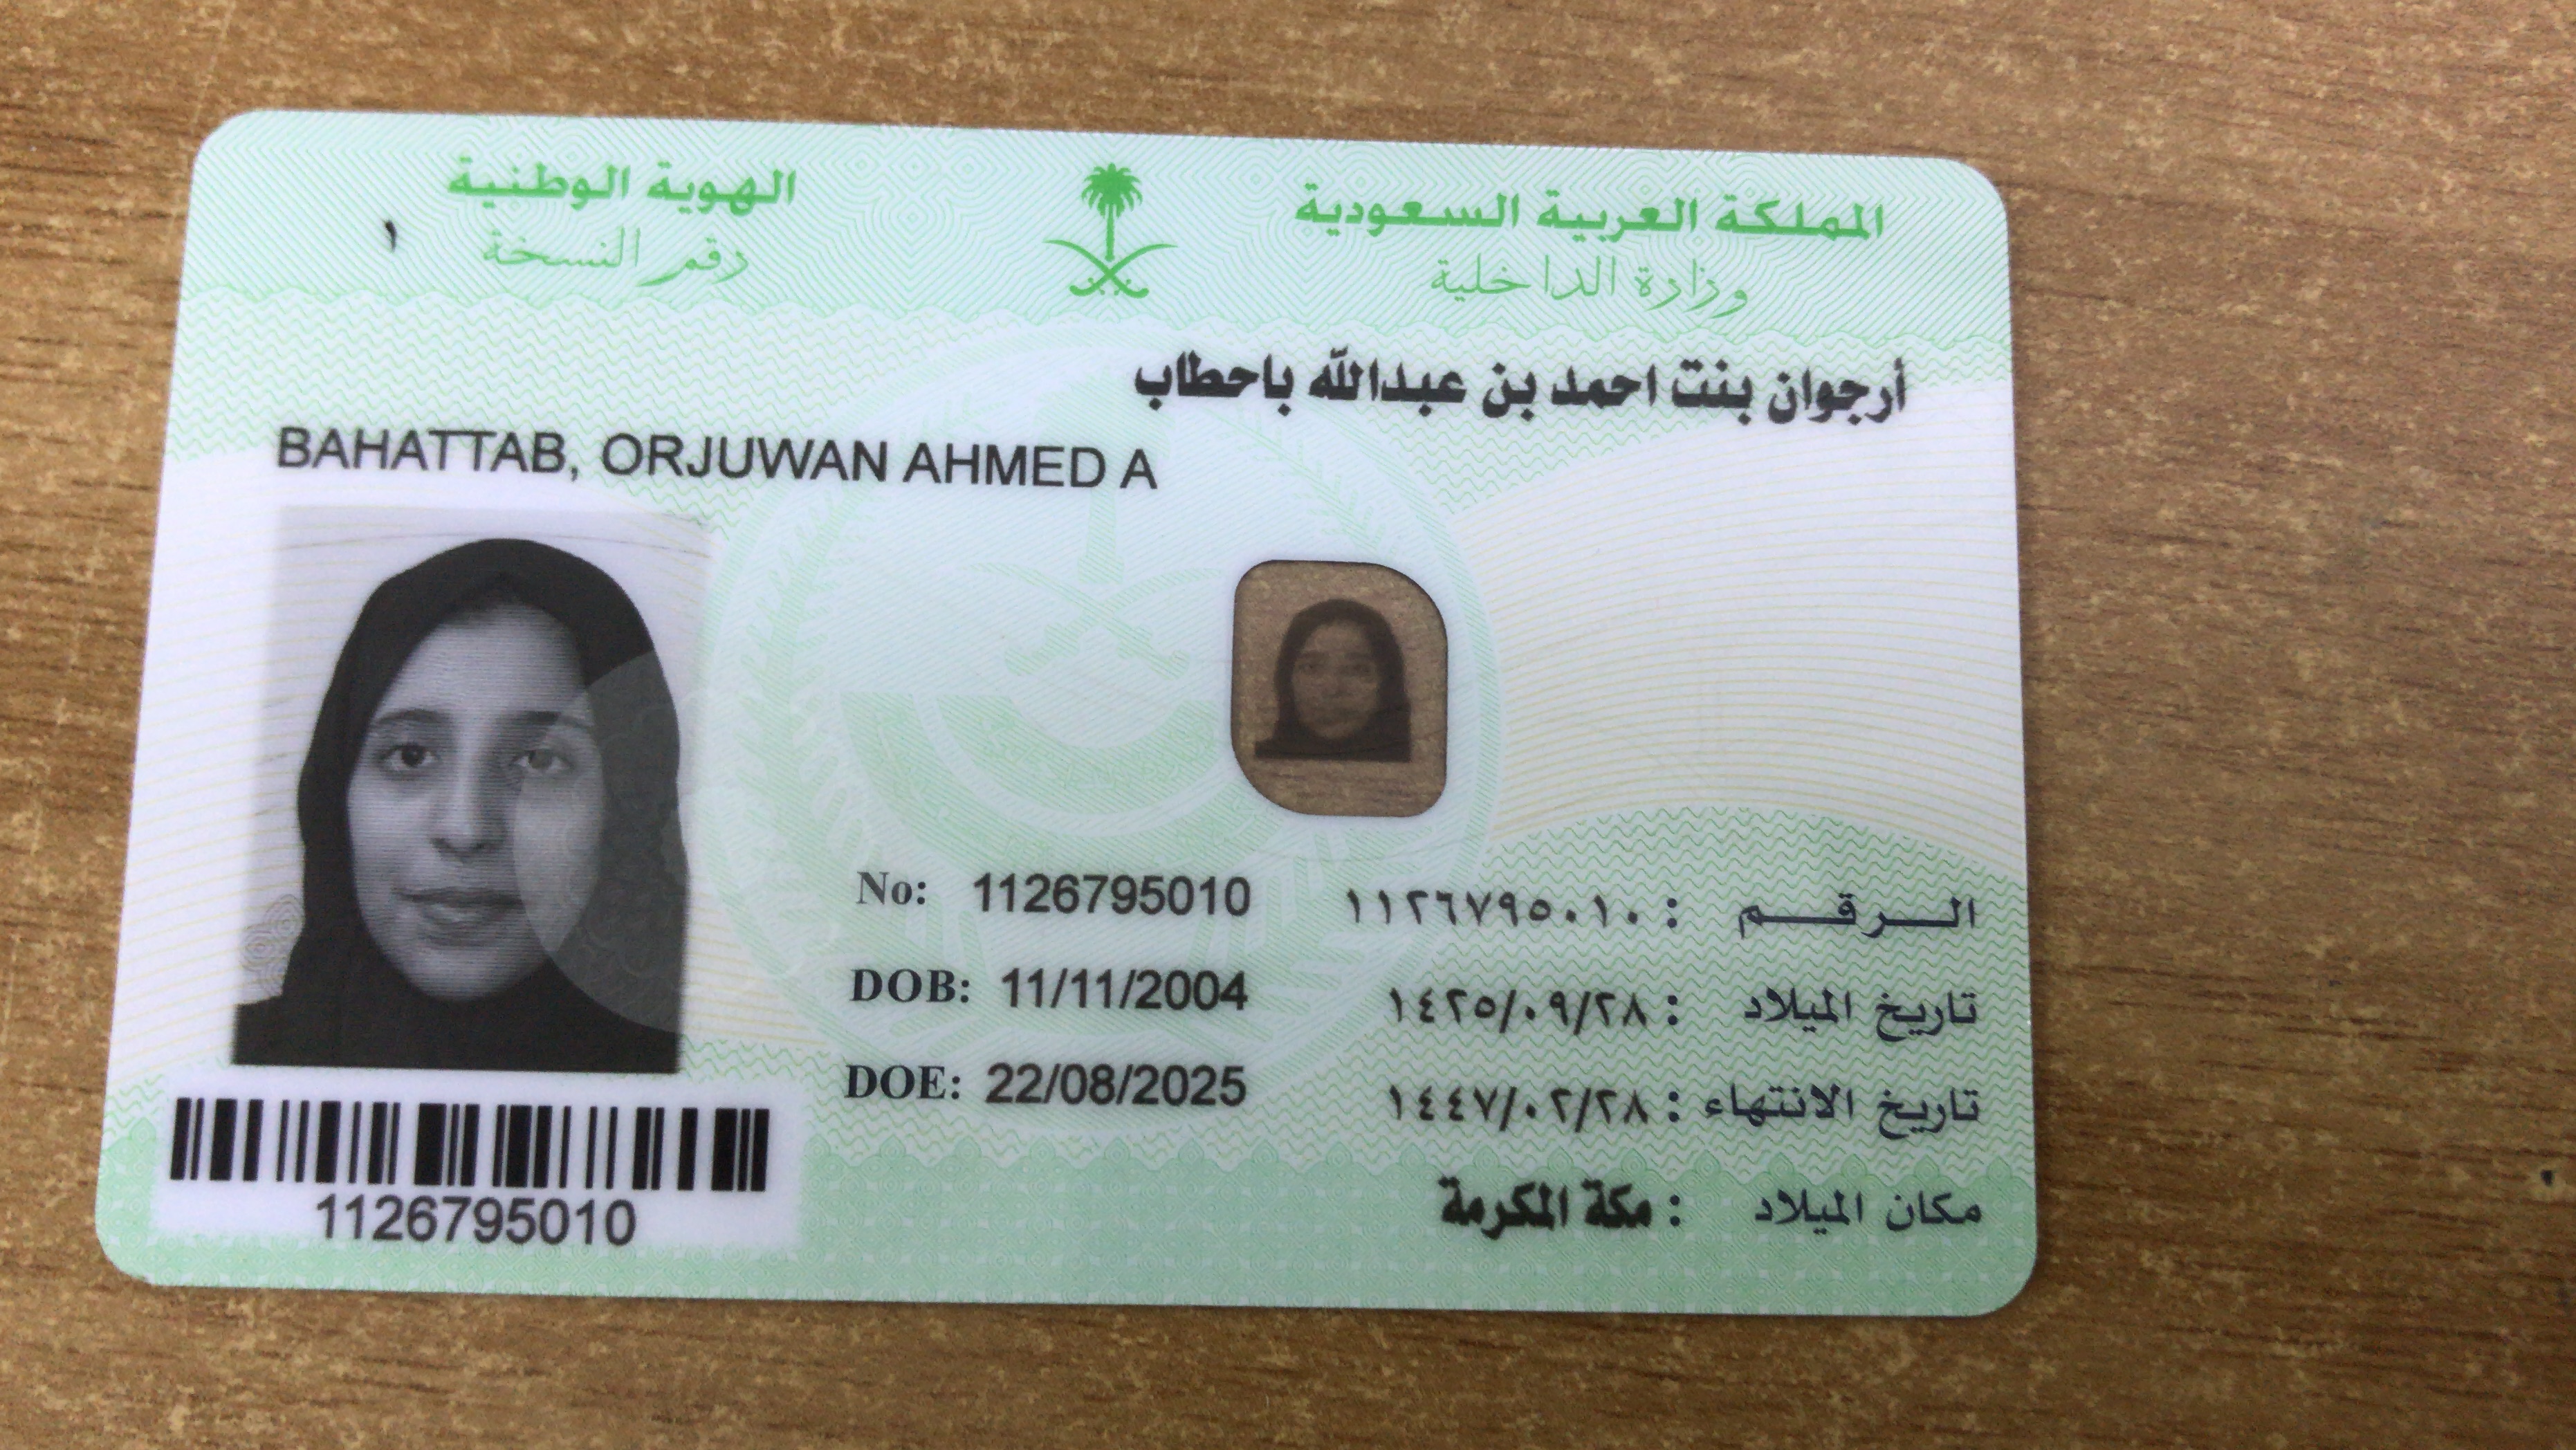 المملكة العربية السعودية
وزارة الداخلية
الهوية الوطنية
رقم النسخة ١
أرجوان بنت احمد بن عبدالله باحطاب
BAHATTAB, ORJUWAN AHMED A
الرقم : ١١٢٦٧٩٥٠١٠
No: 1126795010
تاريخ الميلاد : ١٤٢٥/٠٩/٢٨
DOB: 11/11/2004
تاريخ الانتهاء : ١٤٤٧/٠٢/٢٨
DOE: 22/08/2025
مكان الميلاد : مكة المكرمة
1126795010